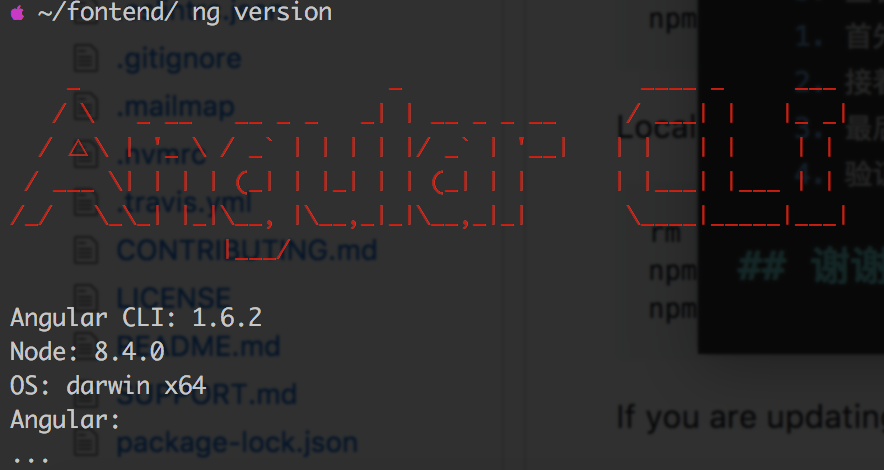 ~/fontend/ ng version
.gitignore
npm
1. 首先
.mailmap
2. 接着
Angular CLI
Local
3. 最后
.nvmrc
4. 验证
.travis.yml
rm
CONTRIBUTING.md
npm
## 谢谢
LICENSE
npm
Angular CLI: 1.6.2
README.md
Node: 8.4.0
OS: darwin x64
SUPPORT.md
Angular:
If you are updating
package-lock.json
...